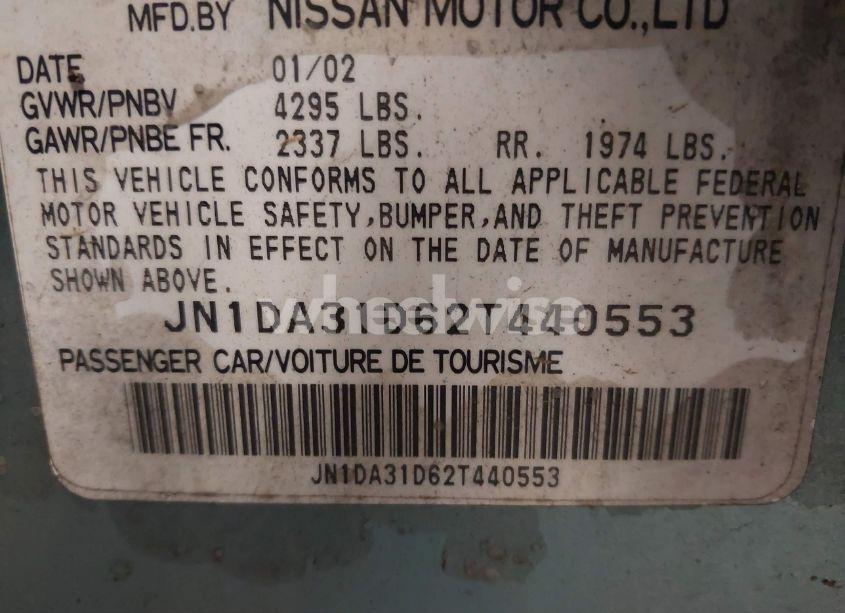 MFD.BY NISSAN MOTOR CO.,LTD
DATE 01/02
GVWR/PNBV 4295 LBS.
GAWR/PNBE FR. 2337 LBS. RR. 1974 LBS.
THIS VEHICLE CONFORMS TO ALL APPLICABLE FEDERAL
MOTOR VEHICLE SAFETY,BUMPER,AND THEFT PREVENTION
STANDARDS IN EFFECT ON THE DATE OF MANUFACTURE
SHOWN ABOVE.
wheelwise
JN1DA31D62T440553
PASSENGER CAR/VOITURE DE TOURISME
JN1DA31D62T440553